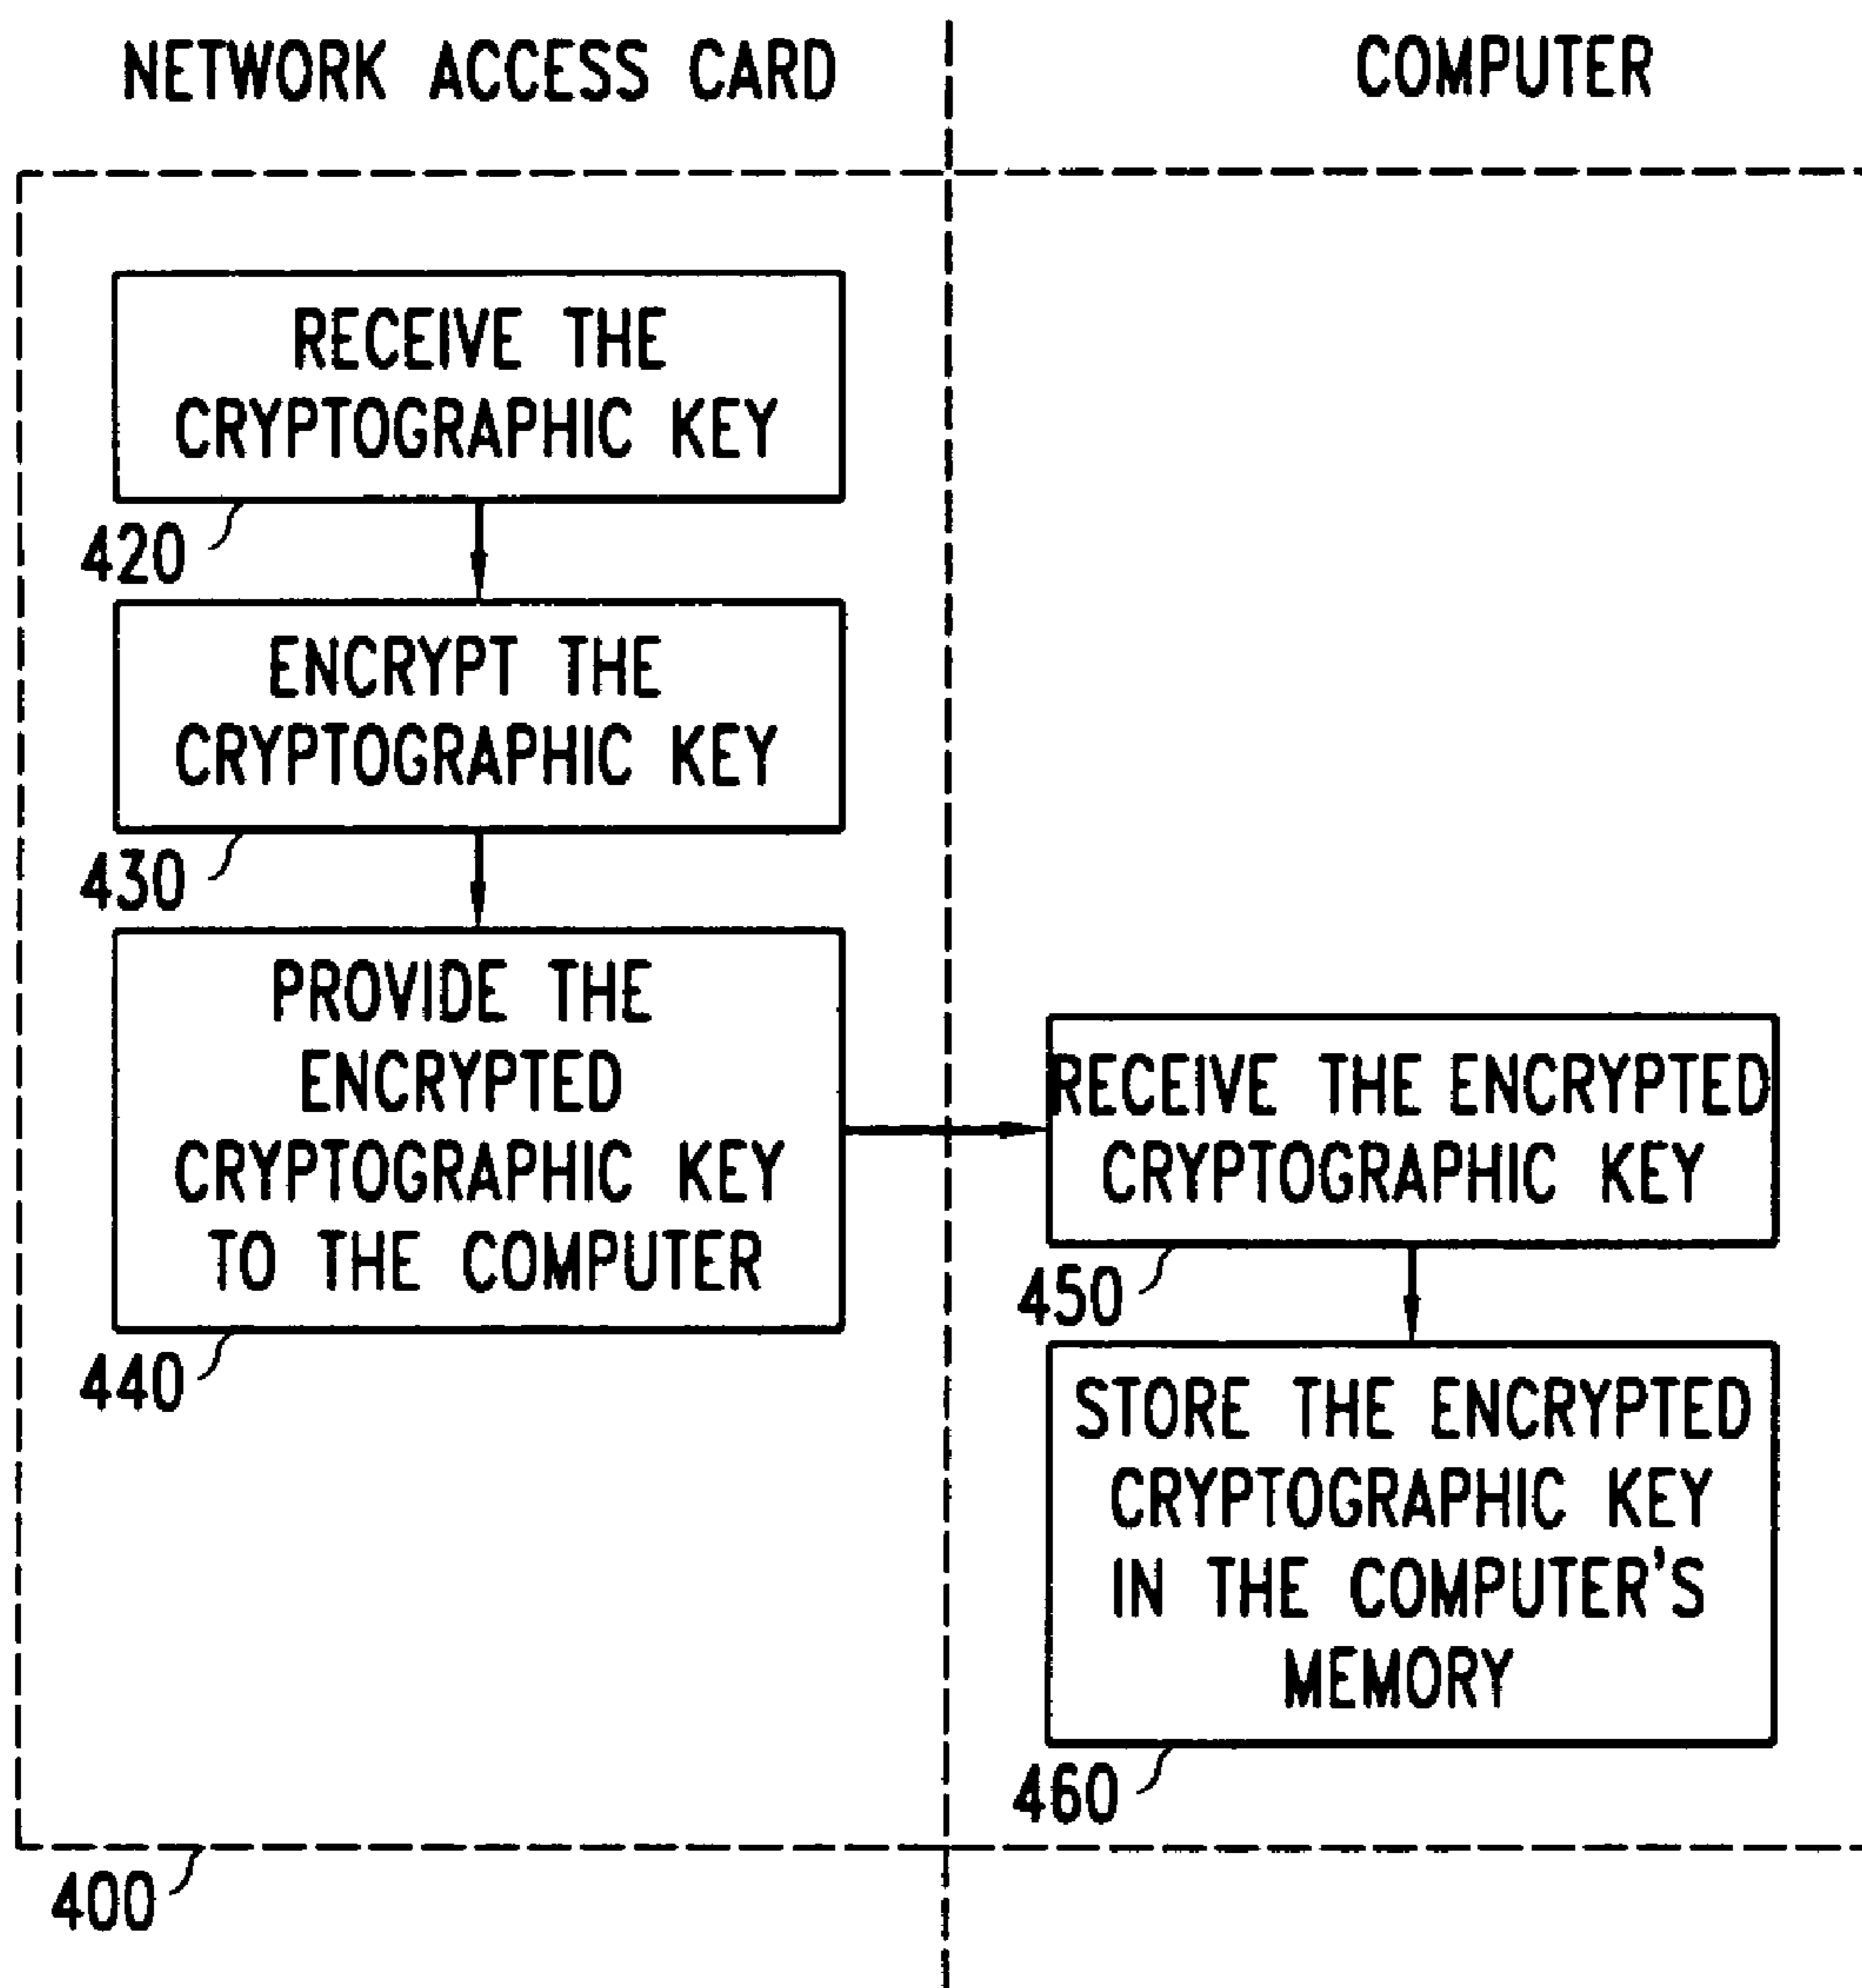 NETWORK ACCESS CARD
COMPUTER
RECEIVE THE
CRYPTOGRAPHIC KEY
420
ENCRYPT THE
CRYPTOGRAPHIC KEY
430
PROVIDE THE
ENCRYPTED
CRYPTOGRAPHIC KEY
TO THE COMPUTER
440
RECEIVE THE ENCRYPTED
CRYPTOGRAPHIC KEY
450
STORE THE ENCRYPTED
CRYPTOGRAPHIC KEY
IN THE COMPUTER'S
MEMORY
460
400